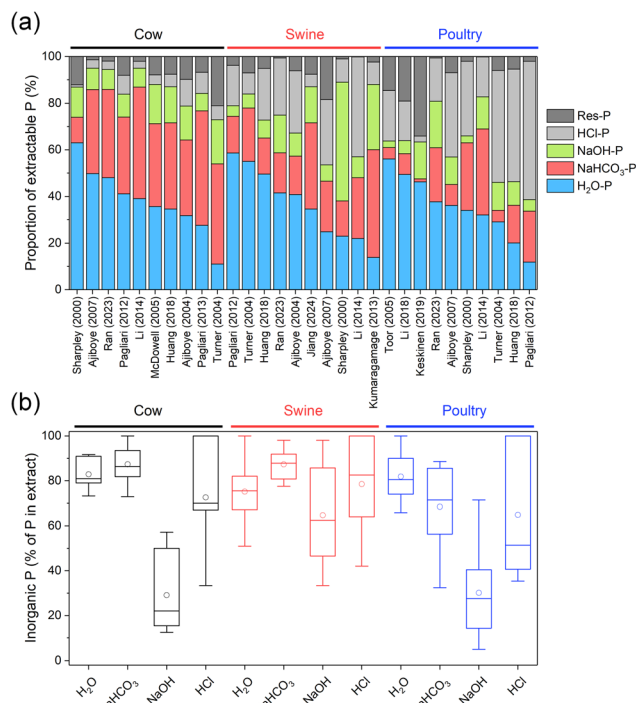 (a)
Cow Swine Poultry
Proportion of extractable P (%)
100
80
60
40
20
0
Res-P
HCl-P
NaOH-P
NaHCO₃-P
H₂O-P
Sharpley (2000)
Ajiboye (2007)
Ran (2023)
Pagliari (2012)
Li (2014)
McDowell (2005)
Huang (2018)
Ajiboye (2004)
Pagliari (2013)
Turner (2004)
Pagliari (2012)
Turner (2004)
Huang (2018)
Ran (2023)
Ajiboye (2004)
Jiang (2024)
Ajiboye (2007)
Sharpley (2000)
Li (2014)
Kumaragamage (2013)
Toor (2005)
Li (2018)
Keskinen (2019)
Ran (2023)
Ajiboye (2007)
Sharpley (2000)
Li (2014)
Turner (2004)
Huang (2018)
Pagliari (2012)
(b)
Cow Swine Poultry
Inorganic P (% of P in extract)
100
80
60
40
20
0
H₂O
aHCO₃
NaOH
HCl
H₂O
aHCO₃
NaOH
HCl
H₂O
aHCO₃
NaOH
HCl